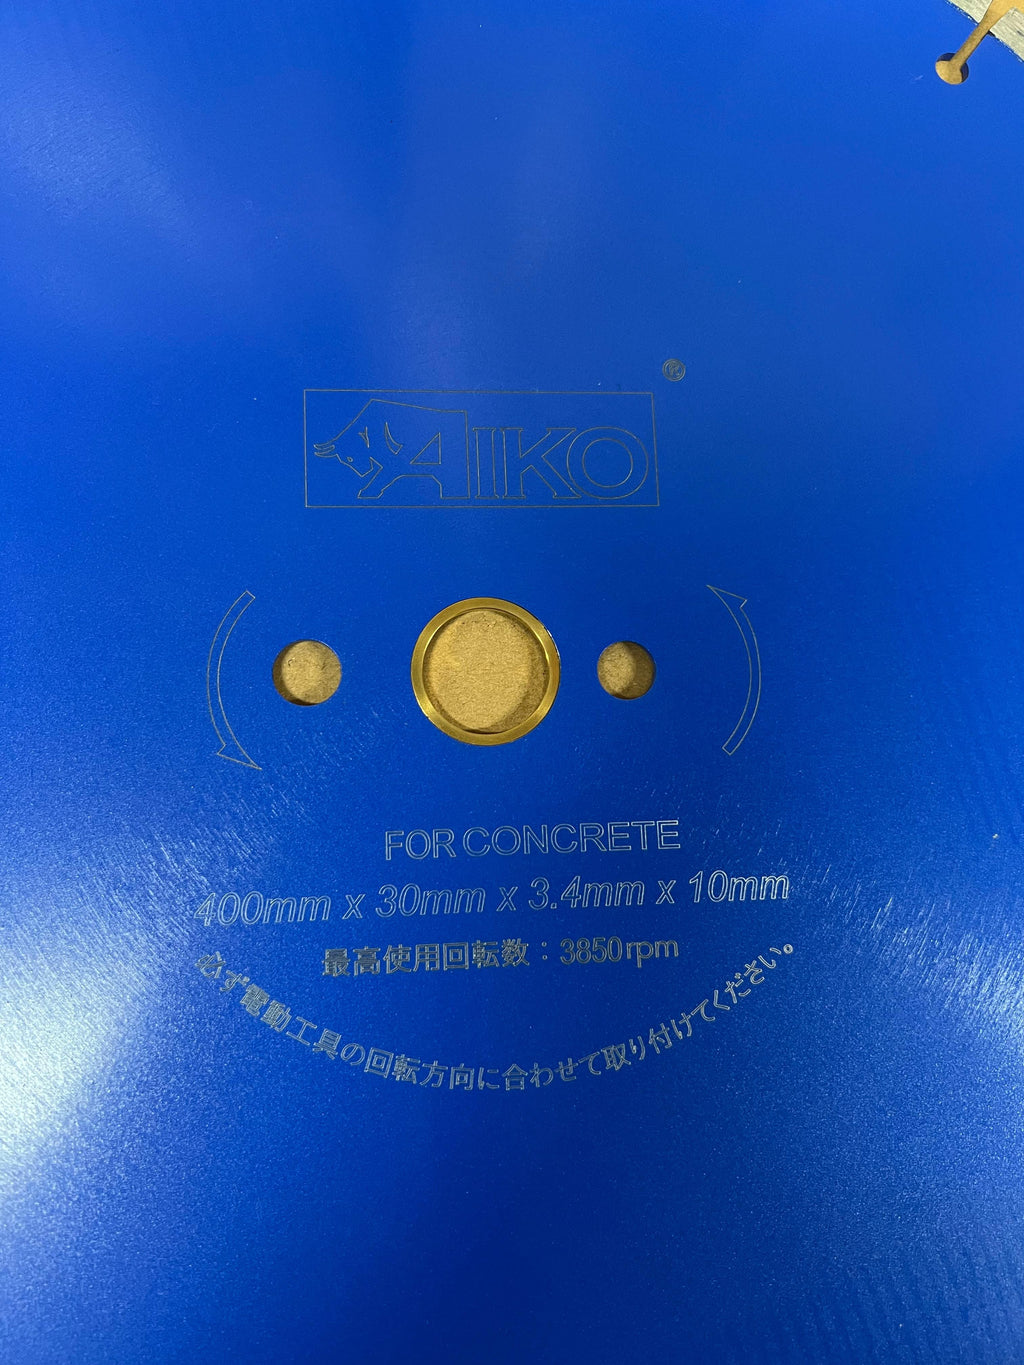 ®
AIKO
FOR CONCRETE
400mm x 30mm x 3.4mm x 10mm
最高使用回転数：3850rpm
必ず電動工具の回転方向に合わせて取り付けてください。